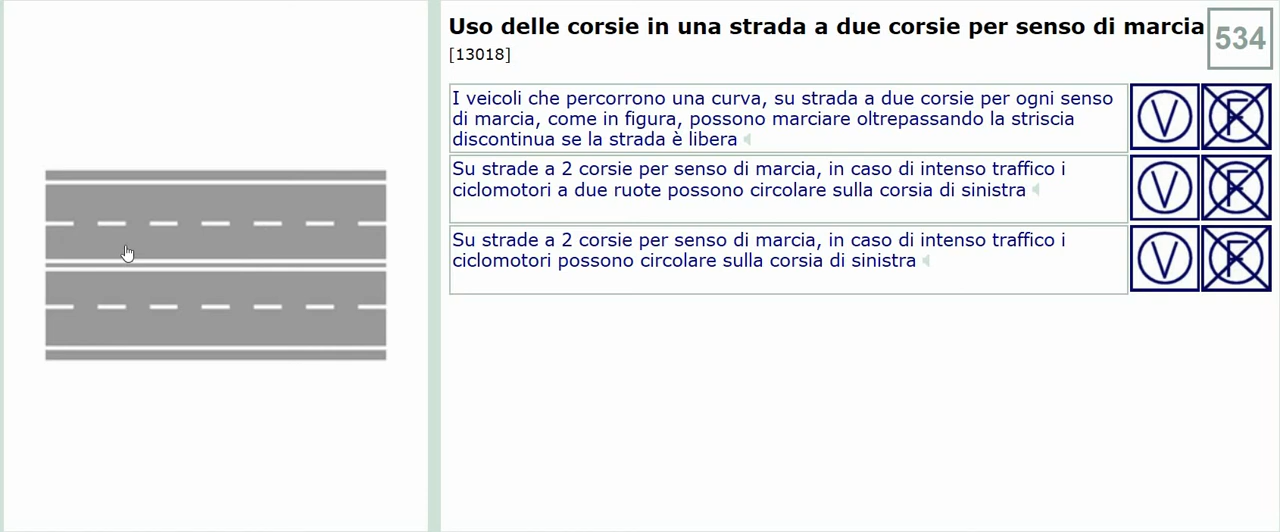 Uso delle corsie in una strada a due corsie per senso di marcia
534
[13018]
I veicoli che percorrono una curva, su strada a due corsie per ogni senso
di marcia, come in figura, possono marciare oltrepassando la striscia
discontinua se la strada è libera
V F
Su strade a 2 corsie per senso di marcia, in caso di intenso traffico i
ciclomotori a due ruote possono circolare sulla corsia di sinistra
V F
Su strade a 2 corsie per senso di marcia, in caso di intenso traffico i
ciclomotori possono circolare sulla corsia di sinistra
V F